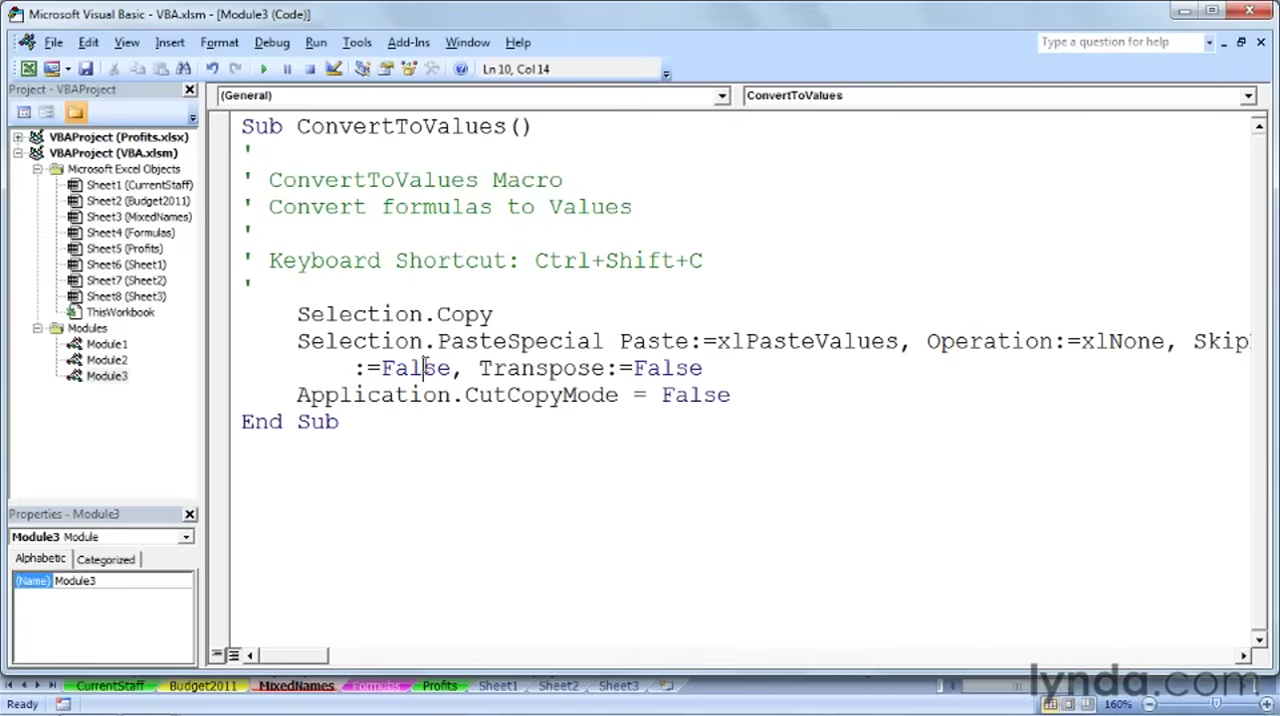 Microsoft Visual Basic - VBA.xlsm - [Module3 (Code)]
File Edit View Insert Format Debug Run Tools Add-Ins Window Help
Type a question for help
Ln 10, Col 14
Project - VBAProject
(General)
ConvertToValues
VBAProject (Profits.xlsx)
VBAProject (VBA.xlsm)
Microsoft Excel Objects
Sheet1 (CurrentStaff)
Sheet2 (Budget2011)
Sheet3 (MixedNames)
Sheet4 (Formulas)
Sheet5 (Profits)
Sheet6 (Sheet1)
Sheet7 (Sheet2)
Sheet8 (Sheet3)
ThisWorkbook
Modules
Module1
Module2
Module3
Sub ConvertToValues()
'
' ConvertToValues Macro
' Convert formulas to Values
'
' Keyboard Shortcut: Ctrl+Shift+C
'
Selection.Copy
Selection.PasteSpecial Paste:=xlPasteValues, Operation:=xlNone, Skip
:=False, Transpose:=False
Application.CutCopyMode = False
End Sub
Properties - Module3
Module3 Module
Alphabetic Categorized
(Name) Module3
CurrentStaff Budget2011 MixedNames Formulas Profits Sheet1 Sheet2 Sheet3
lynda.com
Ready
160%